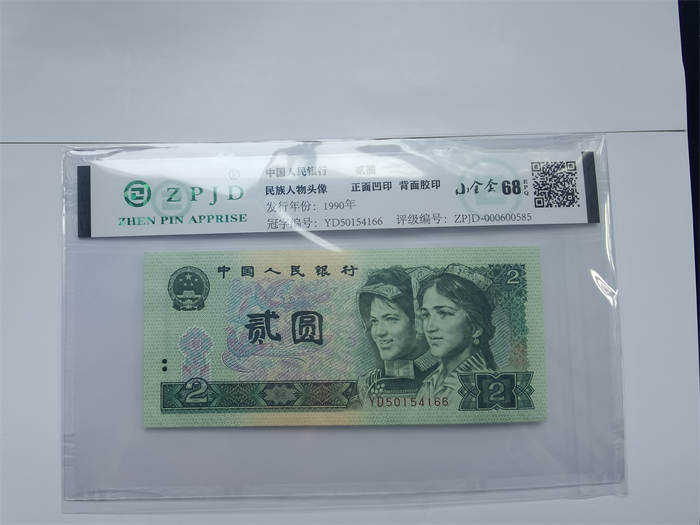 ZPJD
ZHEN PIN APPRISE
中国人民银行 贰圆
民族人物头像 正面凹印 背面胶印
发行年份：1990年
冠字编号：YD50154166 评级编号：ZPJD-000600585
68 EPQ
中国人民银行
2
贰圆
2
2
YD50154166